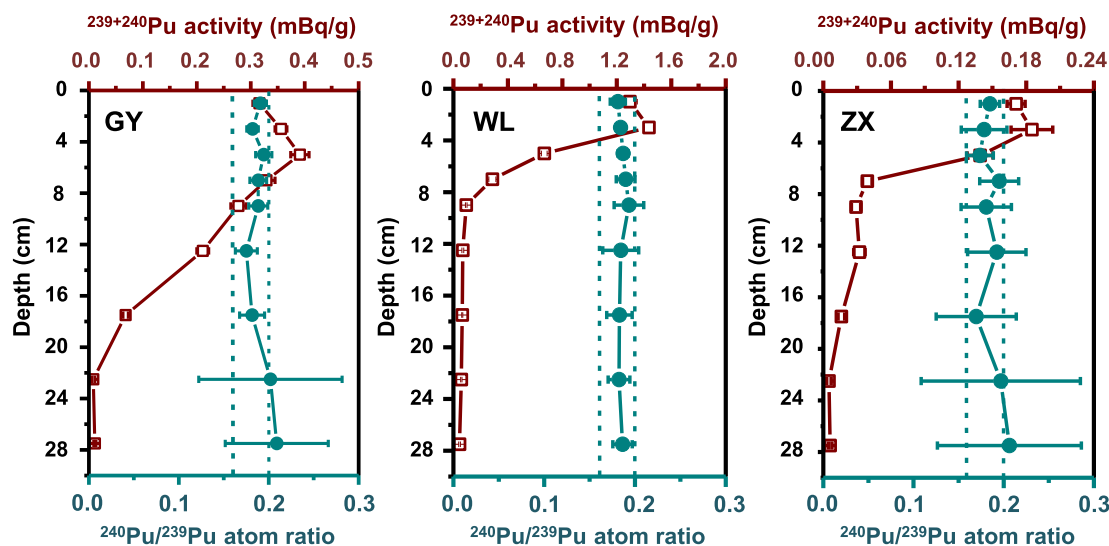 ²³⁹⁺²⁴⁰Pu activity (mBq/g) ²³⁹⁺²⁴⁰Pu activity (mBq/g) ²³⁹⁺²⁴⁰Pu activity (mBq/g)
0.0 0.1 0.2 0.3 0.4 0.5 0.0 0.4 0.8 1.2 1.6 2.0 0.00 0.06 0.12 0.18 0.24
GY WL ZX
Depth (cm) Depth (cm) Depth (cm)
0 0 0
4 4 4
8 8 8
12 12 12
16 16 16
20 20 20
24 24 24
28 28 28
0.0 0.1 0.2 0.3 0.0 0.1 0.2 0.3 0.0 0.1 0.2 0.3
²⁴⁰Pu/²³⁹Pu atom ratio ²⁴⁰Pu/²³⁹Pu atom ratio ²⁴⁰Pu/²³⁹Pu atom ratio